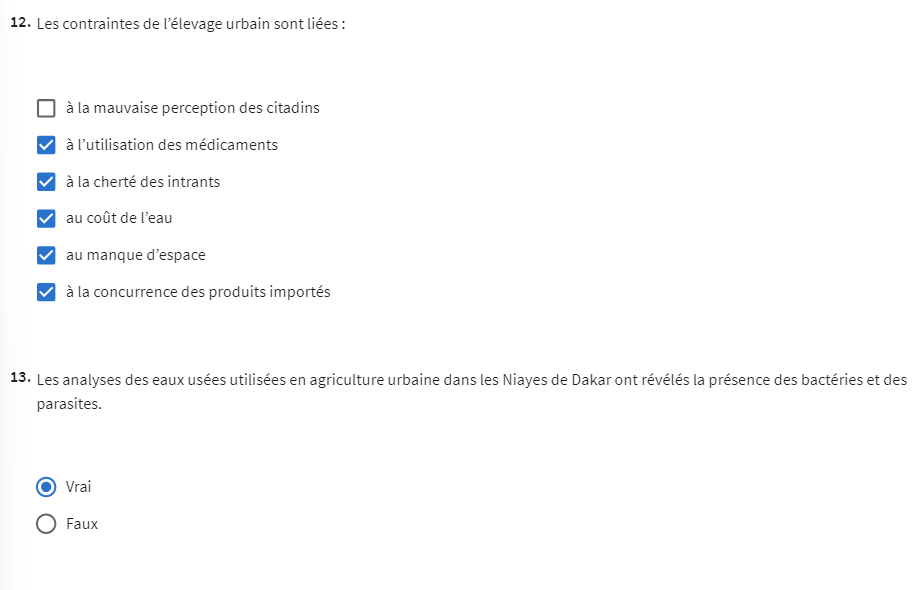 12. Les contraintes de l’élevage urbain sont liées :
à la mauvaise perception des citadins
à l’utilisation des médicaments
à la cherté des intrants
au coût de l’eau
au manque d’espace
à la concurrence des produits importés
13. Les analyses des eaux usées utilisées en agriculture urbaine dans les Niayes de Dakar ont révélés la présence des bactéries et des
parasites.
Vrai
Faux